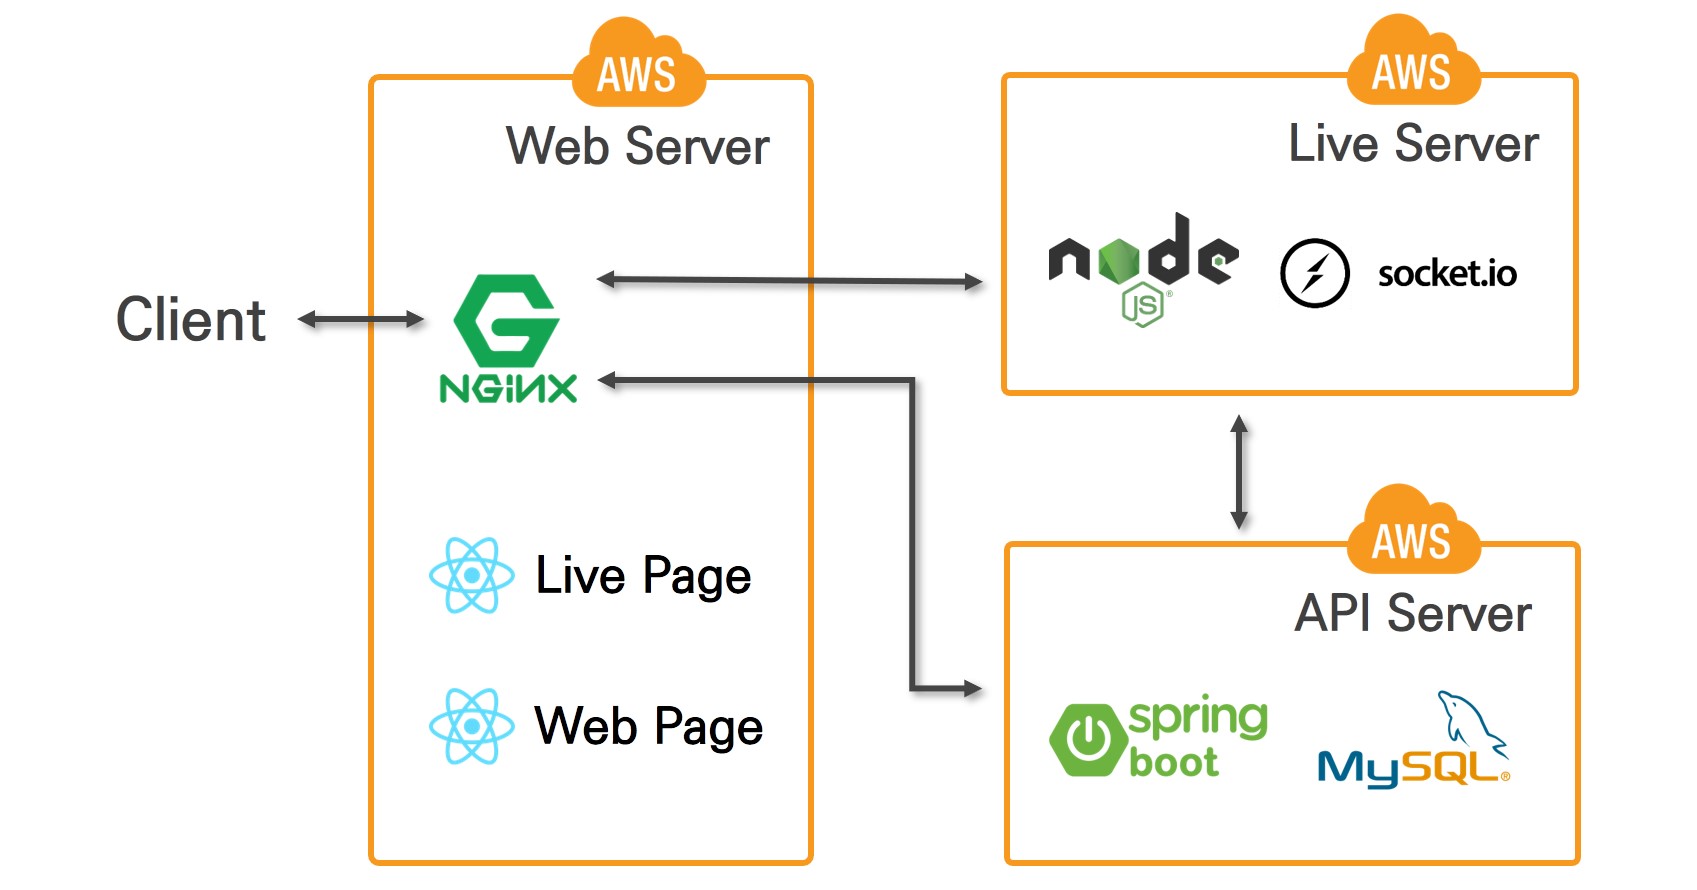 AWS
Web Server
Client
NGiNX
Live Page
Web Page
AWS
Live Server
node
JS®
socket.io
AWS
API Server
spring
boot
MySQL®